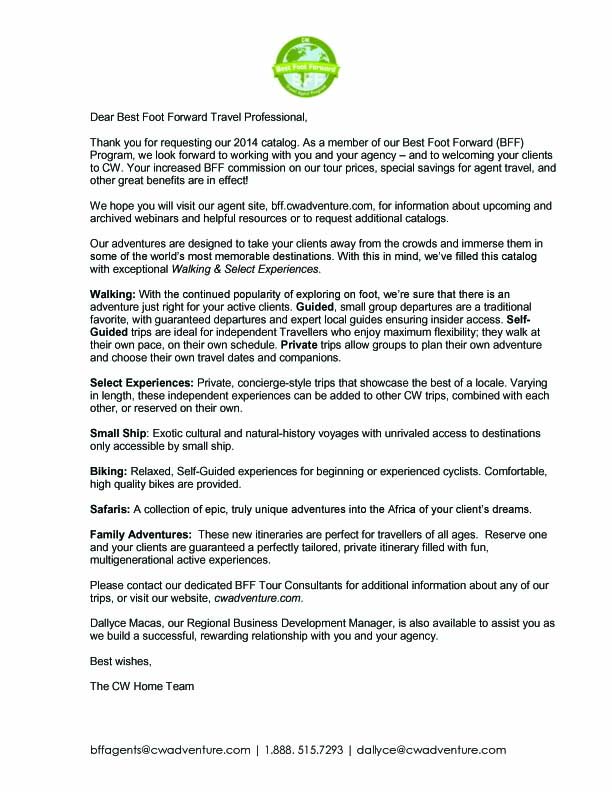 CW
Best Foot Forward
BFF
Travel Agent Program
Dear Best Foot Forward Travel Professional,
Thank you for requesting our 2014 catalog. As a member of our Best Foot Forward (BFF)
Program, we look forward to working with you and your agency – and to welcoming your clients
to CW. Your increased BFF commission on our tour prices, special savings for agent travel, and
other great benefits are in effect!
We hope you will visit our agent site, bff.cwadventure.com, for information about upcoming and
archived webinars and helpful resources or to request additional catalogs.
Our adventures are designed to take your clients away from the crowds and immerse them in
some of the world's most memorable destinations. With this in mind, we've filled this catalog
with exceptional Walking & Select Experiences.
Walking: With the continued popularity of exploring on foot, we're sure that there is an
adventure just right for your active clients. Guided, small group departures are a traditional
favorite, with guaranteed departures and expert local guides ensuring insider access. Self-
Guided trips are ideal for independent Travellers who enjoy maximum flexibility; they walk at
their own pace, on their own schedule. Private trips allow groups to plan their own adventure
and choose their own travel dates and companions.
Select Experiences: Private, concierge-style trips that showcase the best of a locale. Varying
in length, these independent experiences can be added to other CW trips, combined with each
other, or reserved on their own.
Small Ship: Exotic cultural and natural-history voyages with unrivaled access to destinations
only accessible by small ship.
Biking: Relaxed, Self-Guided experiences for beginning or experienced cyclists. Comfortable,
high quality bikes are provided.
Safaris: A collection of epic, truly unique adventures into the Africa of your client's dreams.
Family Adventures: These new itineraries are perfect for travellers of all ages. Reserve one
and your clients are guaranteed a perfectly tailored, private itinerary filled with fun,
multigenerational active experiences.
Please contact our dedicated BFF Tour Consultants for additional information about any of our
trips, or visit our website, cwadventure.com.
Dallyce Macas, our Regional Business Development Manager, is also available to assist you as
we build a successful, rewarding relationship with you and your agency.
Best wishes,
The CW Home Team
bffagents@cwadventure.com | 1.888. 515.7293 | dallyce@cwadventure.com